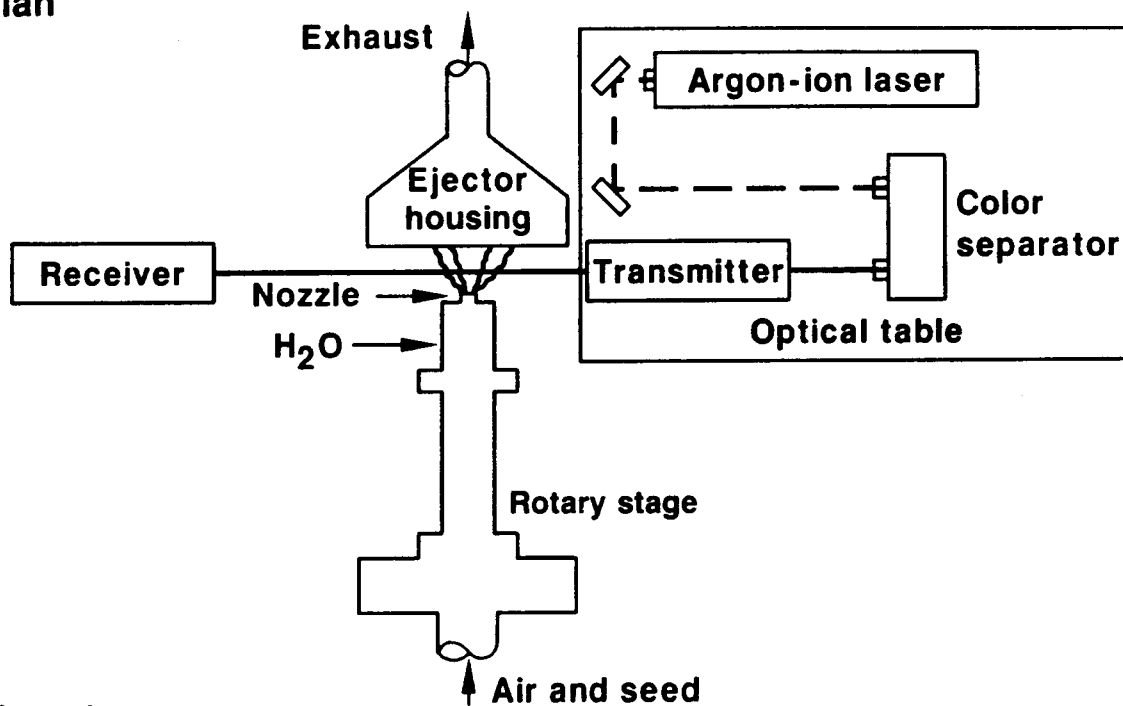 Exhaust
Argon-ion laser
Ejector
housing
Color
separator
Receiver
Transmitter
Nozzle
Optical table
H₂O
Rotary stage
Air and seed